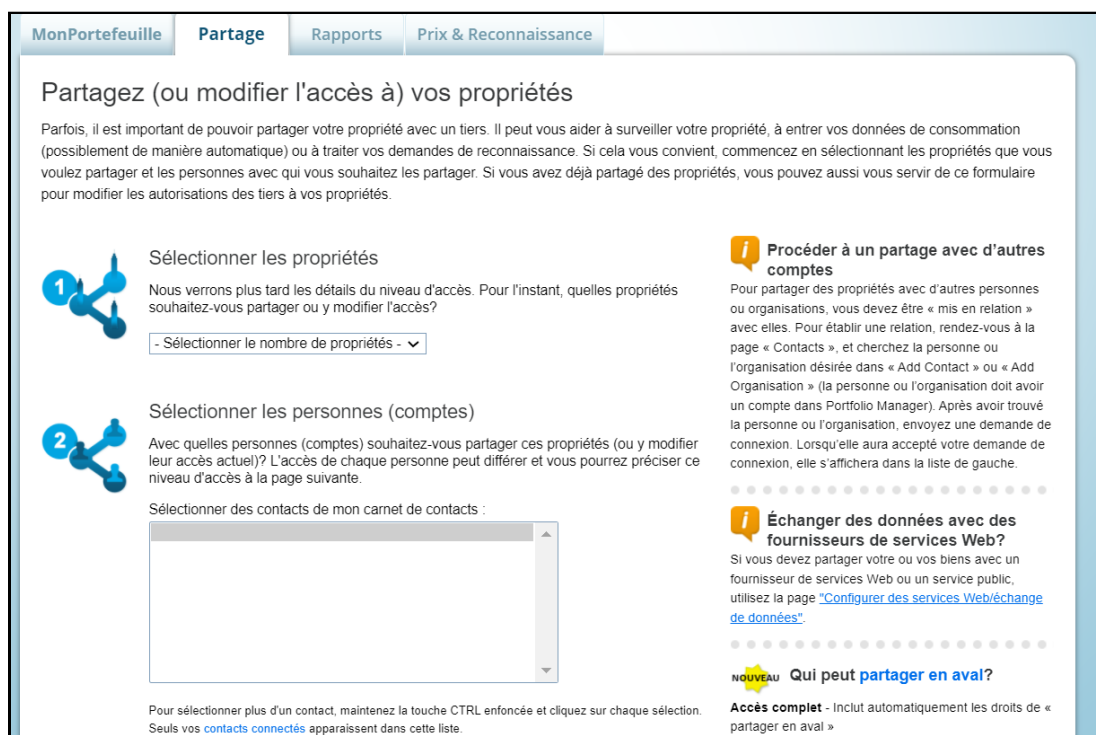 MonPortefeuille Partage Rapports Prix & Reconnaissance
Partagez (ou modifier l'accès à) vos propriétés
Parfois, il est important de pouvoir partager votre propriété avec un tiers. Il peut vous aider à surveiller votre propriété, à entrer vos données de consommation
(possiblement de manière automatique) ou à traiter vos demandes de reconnaissance. Si cela vous convient, commencez en sélectionnant les propriétés que vous
voulez partager et les personnes avec qui vous souhaitez les partager. Si vous avez déjà partagé des propriétés, vous pouvez aussi vous servir de ce formulaire
pour modifier les autorisations des tiers à vos propriétés.
1
Sélectionner les propriétés
Nous verrons plus tard les détails du niveau d'accès. Pour l'instant, quelles propriétés
souhaitez-vous partager ou y modifier l'accès?
- Sélectionner le nombre de propriétés -
2
Sélectionner les personnes (comptes)
Avec quelles personnes (comptes) souhaitez-vous partager ces propriétés (ou y modifier
leur accès actuel)? L'accès de chaque personne peut différer et vous pourrez préciser ce
niveau d'accès à la page suivante.
Sélectionner des contacts de mon carnet de contacts :
Pour sélectionner plus d'un contact, maintenez la touche CTRL enfoncée et cliquez sur chaque sélection.
Seuls vos contacts connectés apparaissent dans cette liste.
i
Procéder à un partage avec d'autres
comptes
Pour partager des propriétés avec d'autres personnes
ou organisations, vous devez être « mis en relation »
avec elles. Pour établir une relation, rendez-vous à la
page « Contacts », et cherchez la personne ou
l'organisation désirée dans « Add Contact » ou « Add
Organisation » (la personne ou l'organisation doit avoir
un compte dans Portfolio Manager). Après avoir trouvé
la personne ou l'organisation, envoyez une demande de
connexion. Lorsqu'elle aura accepté votre demande de
connexion, elle s'affichera dans la liste de gauche.
i
Échanger des données avec des
fournisseurs de services Web?
Si vous devez partager votre ou vos biens avec un
fournisseur de services Web ou un service public,
utilisez la page "Configurer des services Web/échange
de données".
NOUVEAU Qui peut partager en aval?
Accès complet - Inclut automatiquement les droits de «
partager en aval »